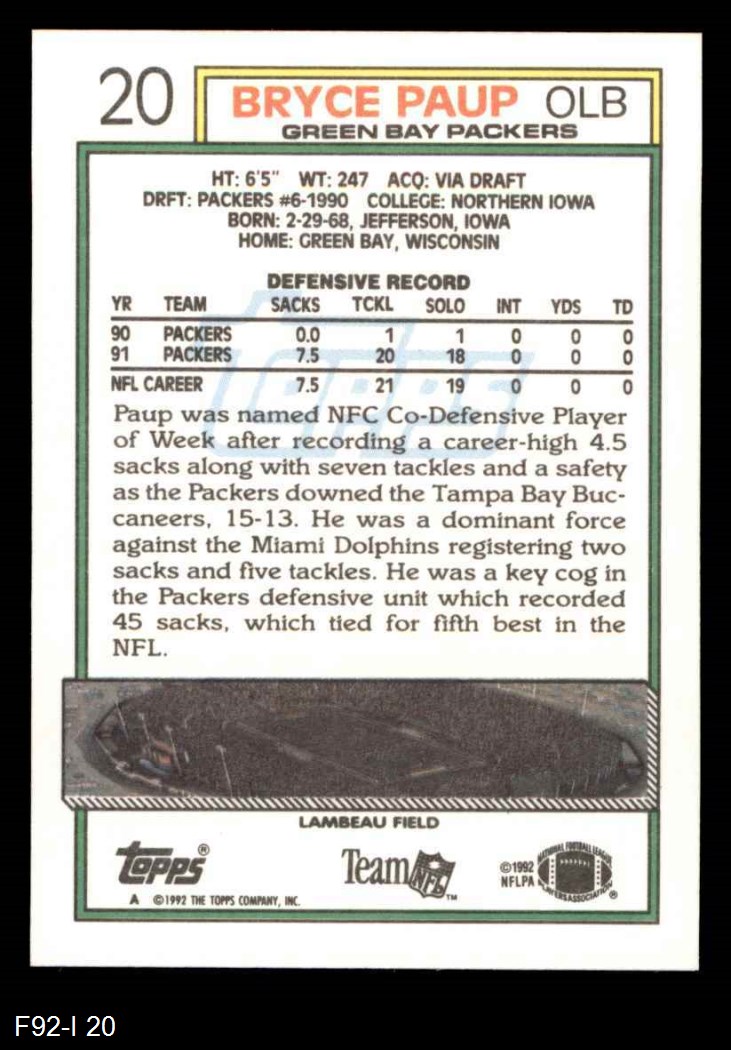 20 BRYCE PAUP OLB
GREEN BAY PACKERS
HT: 6'5" WT: 247 ACQ: VIA DRAFT
DRFT: PACKERS #6-1990 COLLEGE: NORTHERN IOWA
BORN: 2-29-68, JEFFERSON, IOWA
HOME: GREEN BAY, WISCONSIN
DEFENSIVE RECORD
YR TEAM SACKS TCKL SOLO INT YDS TD
90 PACKERS 0.0 1 1 0 0 0
91 PACKERS 7.5 20 18 0 0 0
NFL CAREER 7.5 21 19 0 0 0
Paup was named NFC Co-Defensive Player
of Week after recording a career-high 4.5
sacks along with seven tackles and a safety
as the Packers downed the Tampa Bay Buc-
caneers, 15-13. He was a dominant force
against the Miami Dolphins registering two
sacks and five tackles. He was a key cog in
the Packers defensive unit which recorded
45 sacks, which tied for fifth best in the
NFL.
LAMBEAU FIELD
Topps®
Team NFL™
©1992
NFLPA
NATIONAL FOOTBALL LEAGUE
PLAYERS ASSOCIATION ®
A ©1992 THE TOPPS COMPANY, INC.
F92-I 20